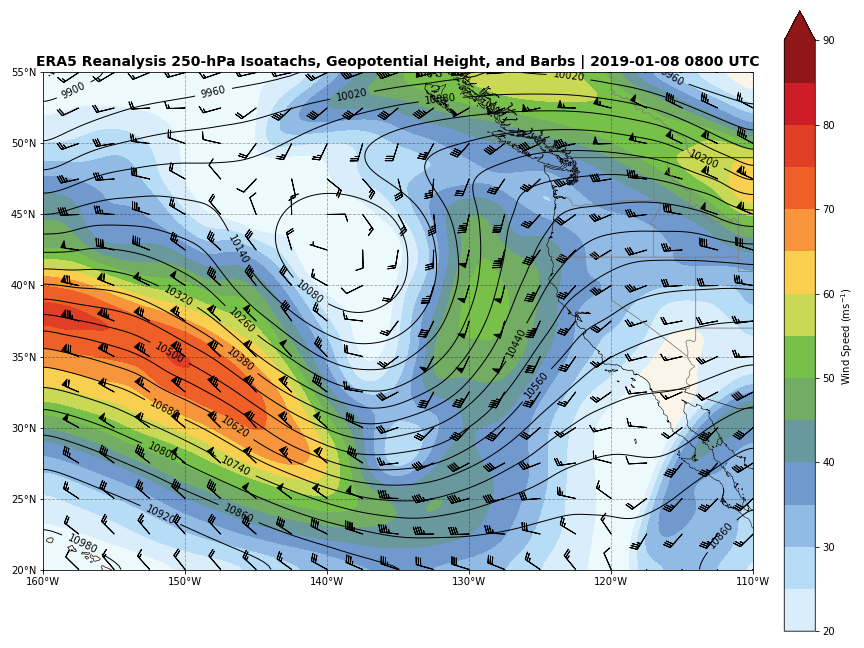 ERA5 Reanalysis 250-hPa Isoatachs, Geopotential Height, and Barbs | 2019-01-08 0800 UTC
55°N
50°N
45°N
40°N
35°N
30°N
25°N
20°N
160°W
150°W
140°W
130°W
120°W
110°W
9900
9960
10020
10080
10020
9960
10200
10140
10080
10320
10260
10500
10380
10440
10560
10680
10620
10800
10740
10920
10860
10980
10860
90
80
70
60
50
40
30
20
Wind Speed (ms⁻¹)